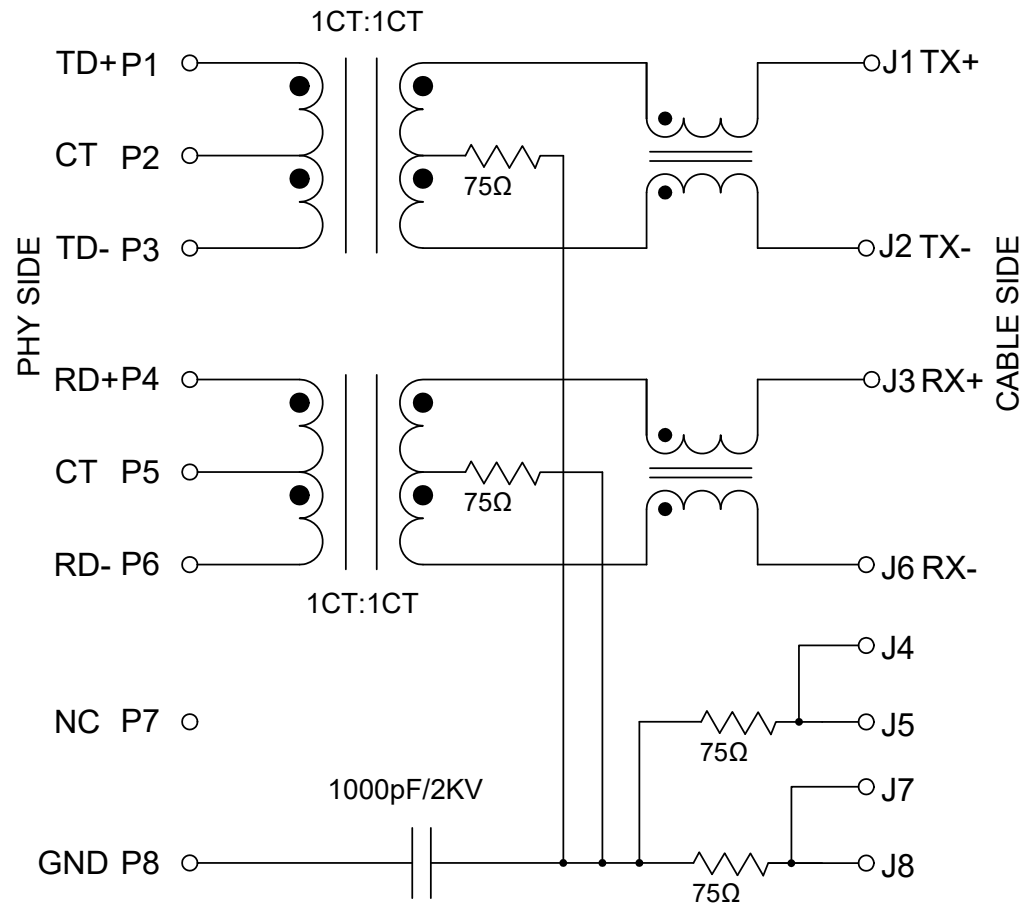 1CT:1CT
TD+ P1
J1 TX+
CT P2
75Ω
TD- P3
J2 TX-
PHY SIDE
CABLE SIDE
RD+ P4
J3 RX+
CT P5
75Ω
RD- P6
J6 RX-
1CT:1CT
J4
NC P7
J5
75Ω
1000pF/2KV
J7
GND P8
J8
75Ω